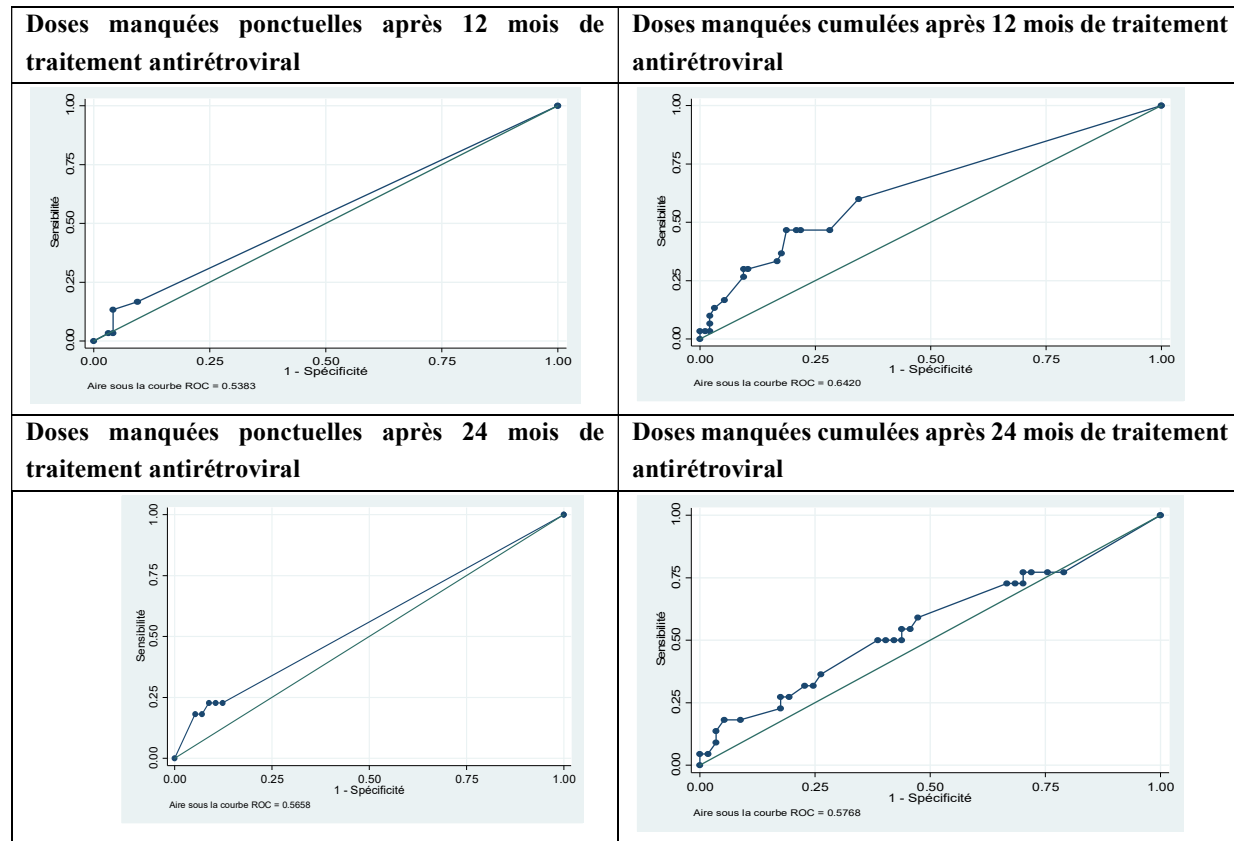 Doses manquées ponctuelles après 12 mois de
traitement antirétroviral
Doses manquées cumulées après 12 mois de traitement
antirétroviral
1.00
0.75
0.50
0.25
0.00
Sensibilité
0.00 0.25 0.50 0.75 1.00
1 - Spécificité
Aire sous la courbe ROC = 0.5383
1.00
0.75
0.50
0.25
0.00
Sensibilité
0.00 0.25 0.50 0.75 1.00
1 - Spécificité
Aire sous la courbe ROC = 0.6420
Doses manquées ponctuelles après 24 mois de
traitement antirétroviral
Doses manquées cumulées après 24 mois de traitement
antirétroviral
1.00
0.75
0.50
0.25
0.00
Sensibilité
0.00 0.25 0.50 0.75 1.00
1 - Spécificité
Aire sous la courbe ROC = 0.5658
1.00
0.75
0.50
0.25
0.00
Sensibilité
0.00 0.25 0.50 0.75 1.00
1 - Spécificité
Aire sous la courbe ROC = 0.5768